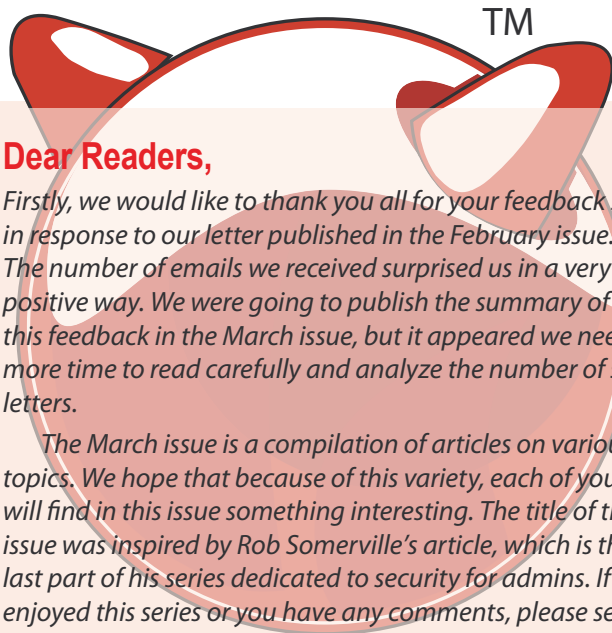 TM
Dear Readers,
Firstly, we would like to thank you all for your feedback
in response to our letter published in the February issue.
The number of emails we received surprised us in a very
positive way. We were going to publish the summary of
this feedback in the March issue, but it appeared we
more time to read carefully and analyze the number of
letters.
The March issue is a compilation of articles on
topics. We hope that because of this variety, each of you
will find in this issue something interesting. The title of
issue was inspired by Rob Somerville's article, which is
last part of his series dedicated to security for admins. If
enjoyed this series or you have any comments, please